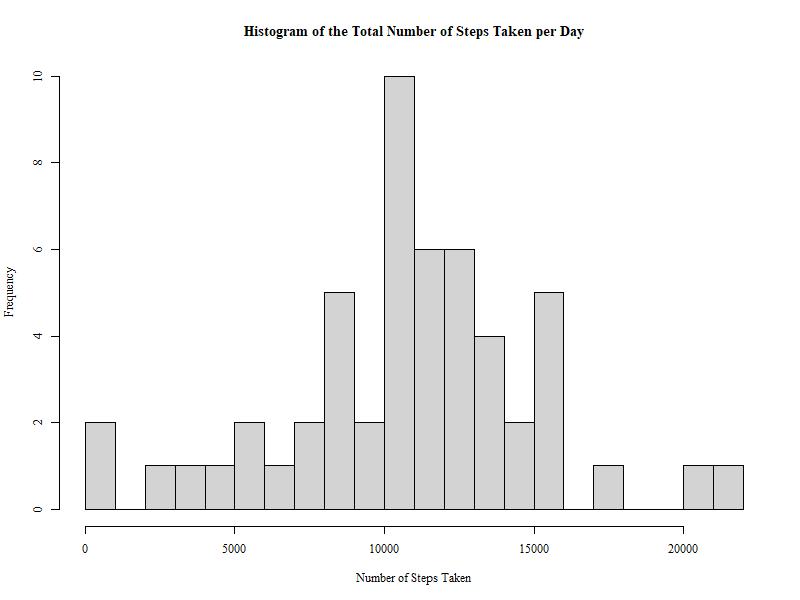 Histogram of the Total Number of Steps Taken per Day
Frequency
10
8
6
4
2
0
0 5000 10000 15000 20000
Number of Steps Taken